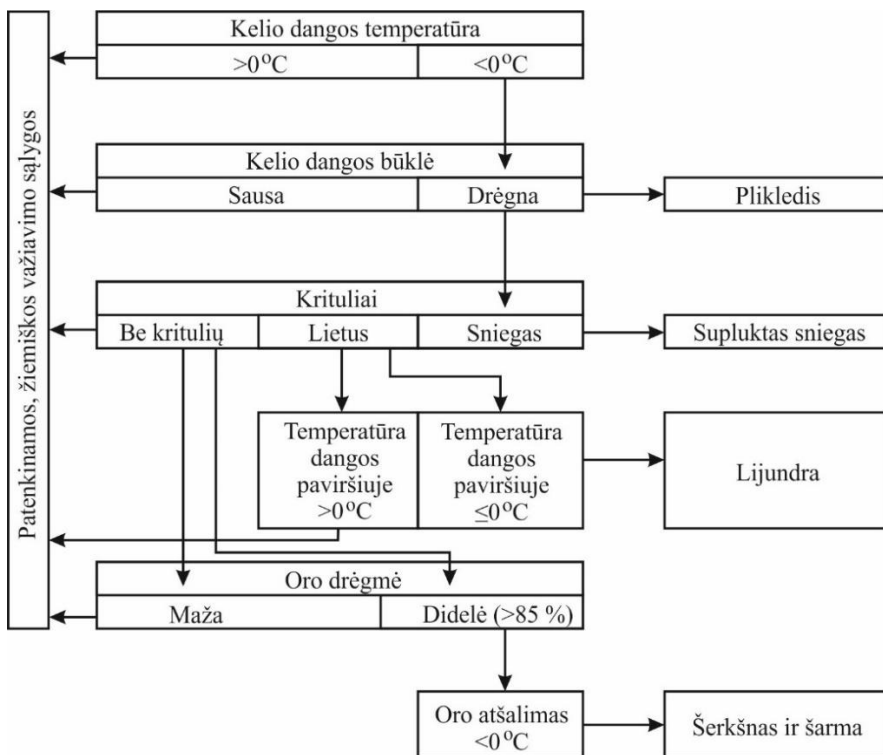 Patenkinamos, žiemiškos važiavimo sąlygos
Kelio dangos temperatūra
>0°C
<0°C
Kelio dangos būklė
Sausa
Drėgna
Plikledis
Krituliai
Be kritulių
Lietus
Sniegas
Supluktas sniegas
Temperatūra
dangos
paviršiuje
>0°C
Temperatūra
dangos
paviršiuje
≤0°C
Lijundra
Oro drėgmė
Maža
Didelė (>85 %)
Oro atšalimas
<0°C
Šerkšnas ir šarma